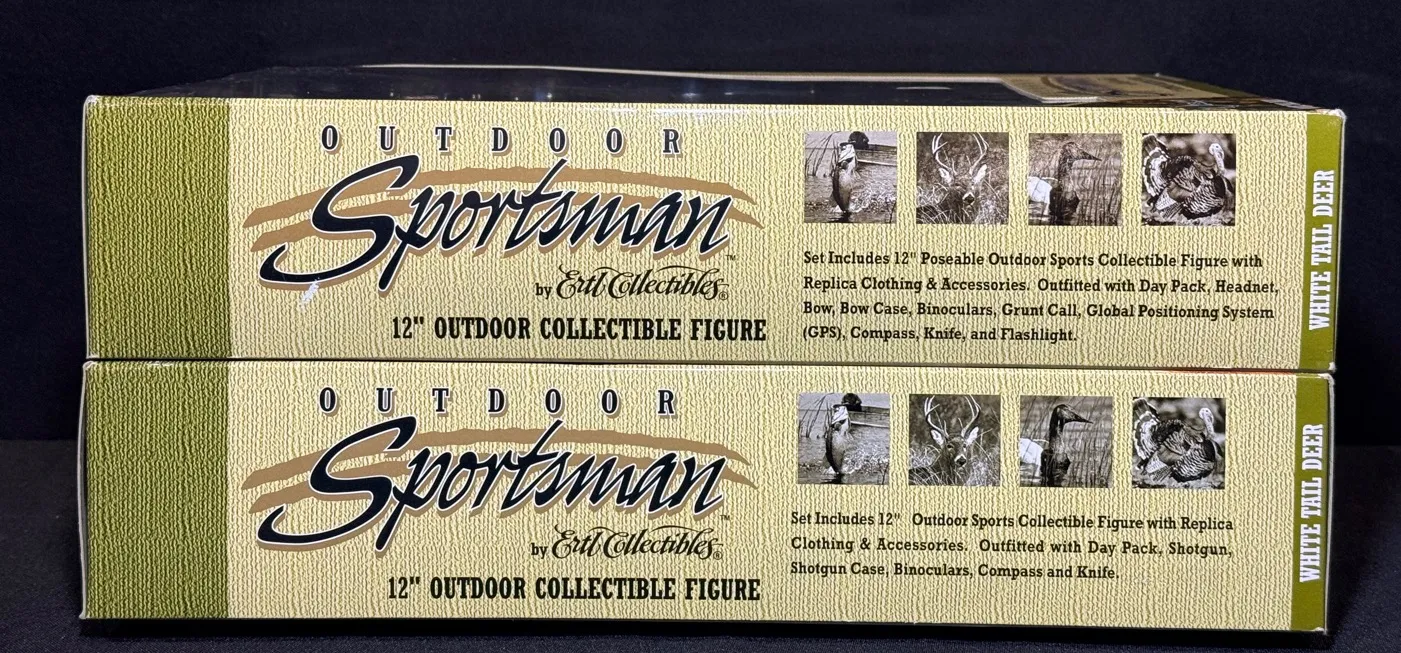 OUTDOOR
Sportsman™
by Ertl Collectibles®
12" OUTDOOR COLLECTIBLE FIGURE
Set Includes 12" Poseable Outdoor Sports Collectible Figure with
Replica Clothing & Accessories. Outfitted with Day Pack, Headnet,
Bow, Bow Case, Binoculars, Grunt Call, Global Positioning System
(GPS), Compass, Knife, and Flashlight.
WHITE TAIL DEER
OUTDOOR
Sportsman™
by Ertl Collectibles®
12" OUTDOOR COLLECTIBLE FIGURE
Set Includes 12" Outdoor Sports Collectible Figure with Replica
Clothing & Accessories. Outfitted with Day Pack, Shotgun,
Shotgun Case, Binoculars, Compass and Knife.
WHITE TAIL DEER